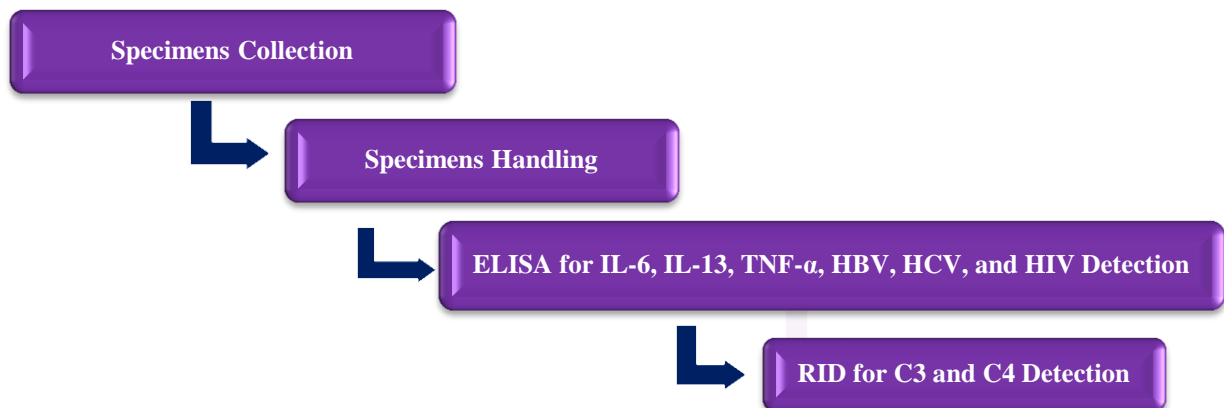 Specimens Collection
Specimens Handling
ELISA for IL-6, IL-13, TNF-α, HBV, HCV, and HIV Detection
RID for C3 and C4 Detection